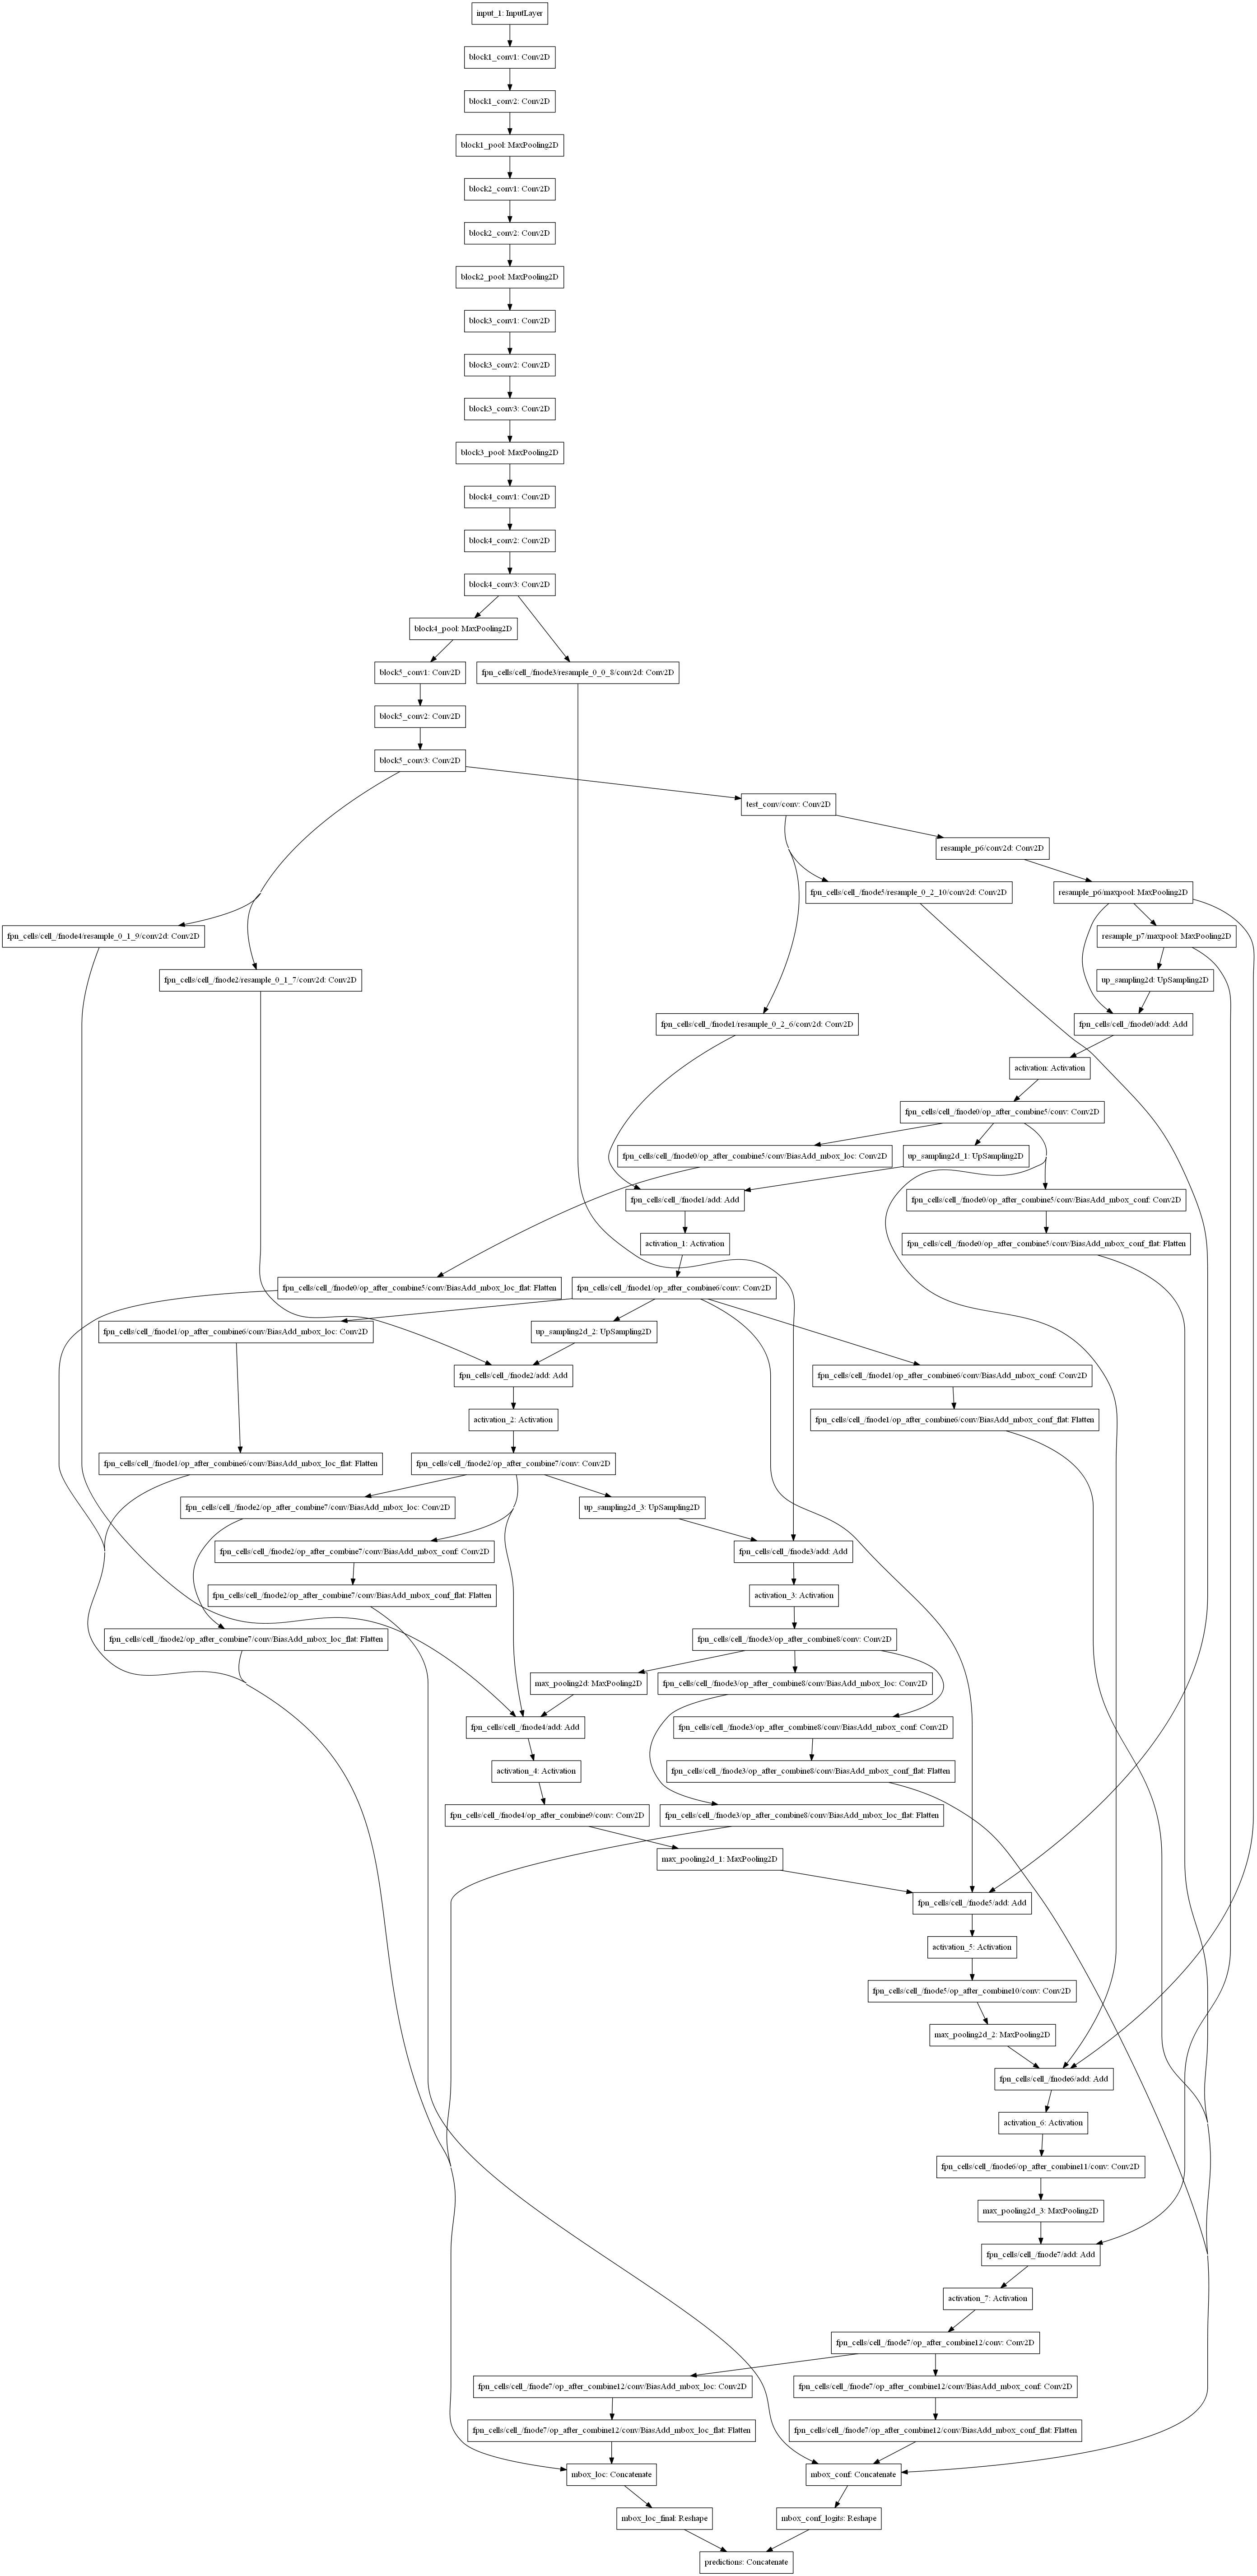 input_1: InputLayer
block1_conv1: Conv2D
block1_conv2: Conv2D
block1_pool: MaxPooling2D
block2_conv1: Conv2D
block2_conv2: Conv2D
block2_pool: MaxPooling2D
block3_conv1: Conv2D
block3_conv2: Conv2D
block3_conv3: Conv2D
block3_pool: MaxPooling2D
block4_conv1: Conv2D
block4_conv2: Conv2D
block4_conv3: Conv2D
block4_pool: MaxPooling2D
block5_conv1: Conv2D
fpn_cells/cell_/fnode3/resample_0_0_8/conv2d: Conv2D
block5_conv2: Conv2D
block5_conv3: Conv2D
test_conv/conv: Conv2D
resample_p6/conv2d: Conv2D
fpn_cells/cell_/fnode5/resample_0_2_10/conv2d: Conv2D
resample_p6/maxpool: MaxPooling2D
fpn_cells/cell_/fnode4/resample_0_1_9/conv2d: Conv2D
resample_p7/maxpool: MaxPooling2D
fpn_cells/cell_/fnode2/resample_0_1_7/conv2d: Conv2D
up_sampling2d: UpSampling2D
fpn_cells/cell_/fnode1/resample_0_2_6/conv2d: Conv2D
fpn_cells/cell_/fnode0/add: Add
activation: Activation
fpn_cells/cell_/fnode0/op_after_combine5/conv: Conv2D
fpn_cells/cell_/fnode0/op_after_combine5/conv/BiasAdd_mbox_loc: Conv2D
up_sampling2d_1: UpSampling2D
fpn_cells/cell_/fnode1/add: Add
fpn_cells/cell_/fnode0/op_after_combine5/conv/BiasAdd_mbox_conf: Conv2D
activation_1: Activation
fpn_cells/cell_/fnode0/op_after_combine5/conv/BiasAdd_mbox_conf_flat: Flatten
fpn_cells/cell_/fnode0/op_after_combine5/conv/BiasAdd_mbox_loc_flat: Flatten
fpn_cells/cell_/fnode1/op_after_combine6/conv: Conv2D
fpn_cells/cell_/fnode1/op_after_combine6/conv/BiasAdd_mbox_loc: Conv2D
up_sampling2d_2: UpSampling2D
fpn_cells/cell_/fnode2/add: Add
fpn_cells/cell_/fnode1/op_after_combine6/conv/BiasAdd_mbox_conf: Conv2D
activation_2: Activation
fpn_cells/cell_/fnode1/op_after_combine6/conv/BiasAdd_mbox_conf_flat: Flatten
fpn_cells/cell_/fnode1/op_after_combine6/conv/BiasAdd_mbox_loc_flat: Flatten
fpn_cells/cell_/fnode2/op_after_combine7/conv: Conv2D
fpn_cells/cell_/fnode2/op_after_combine7/conv/BiasAdd_mbox_loc: Conv2D
up_sampling2d_3: UpSampling2D
fpn_cells/cell_/fnode2/op_after_combine7/conv/BiasAdd_mbox_conf: Conv2D
fpn_cells/cell_/fnode3/add: Add
fpn_cells/cell_/fnode2/op_after_combine7/conv/BiasAdd_mbox_conf_flat: Flatten
activation_3: Activation
fpn_cells/cell_/fnode2/op_after_combine7/conv/BiasAdd_mbox_loc_flat: Flatten
fpn_cells/cell_/fnode3/op_after_combine8/conv: Conv2D
max_pooling2d: MaxPooling2D
fpn_cells/cell_/fnode3/op_after_combine8/conv/BiasAdd_mbox_loc: Conv2D
fpn_cells/cell_/fnode4/add: Add
fpn_cells/cell_/fnode3/op_after_combine8/conv/BiasAdd_mbox_conf: Conv2D
activation_4: Activation
fpn_cells/cell_/fnode3/op_after_combine8/conv/BiasAdd_mbox_conf_flat: Flatten
fpn_cells/cell_/fnode4/op_after_combine9/conv: Conv2D
fpn_cells/cell_/fnode3/op_after_combine8/conv/BiasAdd_mbox_loc_flat: Flatten
max_pooling2d_1: MaxPooling2D
fpn_cells/cell_/fnode5/add: Add
activation_5: Activation
fpn_cells/cell_/fnode5/op_after_combine10/conv: Conv2D
max_pooling2d_2: MaxPooling2D
fpn_cells/cell_/fnode6/add: Add
activation_6: Activation
fpn_cells/cell_/fnode6/op_after_combine11/conv: Conv2D
max_pooling2d_3: MaxPooling2D
fpn_cells/cell_/fnode7/add: Add
activation_7: Activation
fpn_cells/cell_/fnode7/op_after_combine12/conv: Conv2D
fpn_cells/cell_/fnode7/op_after_combine12/conv/BiasAdd_mbox_loc: Conv2D
fpn_cells/cell_/fnode7/op_after_combine12/conv/BiasAdd_mbox_conf: Conv2D
fpn_cells/cell_/fnode7/op_after_combine12/conv/BiasAdd_mbox_loc_flat: Flatten
fpn_cells/cell_/fnode7/op_after_combine12/conv/BiasAdd_mbox_conf_flat: Flatten
mbox_loc: Concatenate
mbox_conf: Concatenate
mbox_loc_final: Reshape
mbox_conf_logits: Reshape
predictions: Concatenate